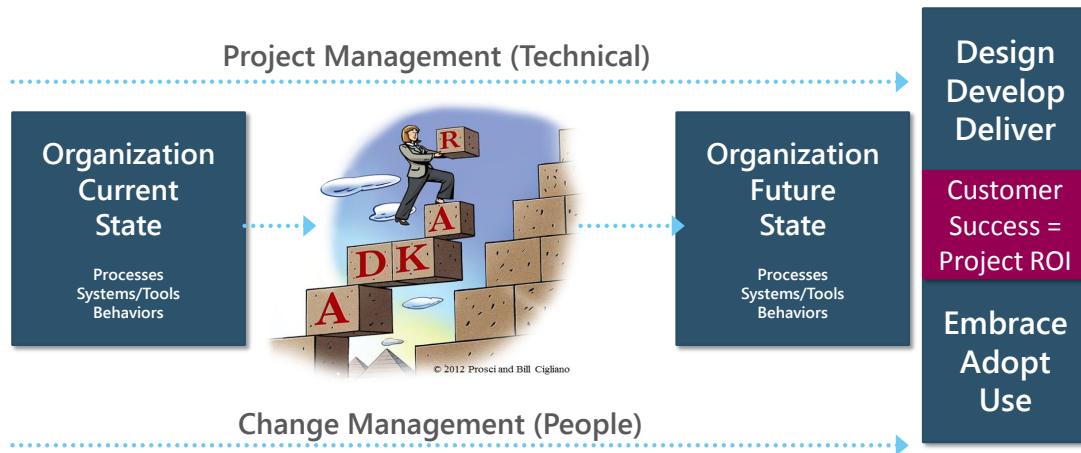 Project Management (Technical)
Organization
Current
State
Processes
Systems/Tools
Behaviors
R
A
D K
A
© 2012 Prosci and Bill Cigliano
Organization
Future
State
Processes
Systems/Tools
Behaviors
Change Management (People)
Design
Develop
Deliver
Customer
Success =
Project ROI
Embrace
Adopt
Use